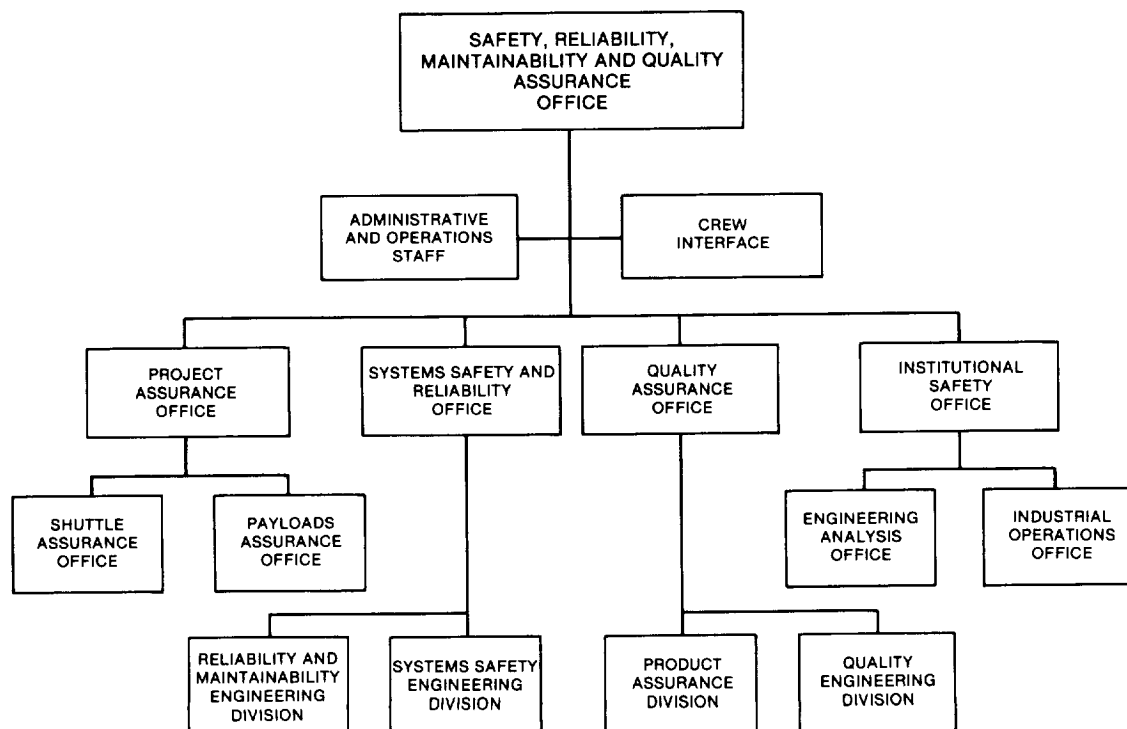 SAFETY, RELIABILITY,
MAINTAINABILITY AND QUALITY
ASSURANCE
OFFICE
ADMINISTRATIVE
AND OPERATIONS
STAFF
CREW
INTERFACE
PROJECT
ASSURANCE
OFFICE
SYSTEMS SAFETY AND
RELIABILITY
OFFICE
QUALITY
ASSURANCE
OFFICE
INSTITUTIONAL
SAFETY
OFFICE
SHUTTLE
ASSURANCE
OFFICE
PAYLOADS
ASSURANCE
OFFICE
ENGINEERING
ANALYSIS
OFFICE
INDUSTRIAL
OPERATIONS
OFFICE
RELIABILITY AND
MAINTAINABILITY
ENGINEERING
DIVISION
SYSTEMS SAFETY
ENGINEERING
DIVISION
PRODUCT
ASSURANCE
DIVISION
QUALITY
ENGINEERING
DIVISION